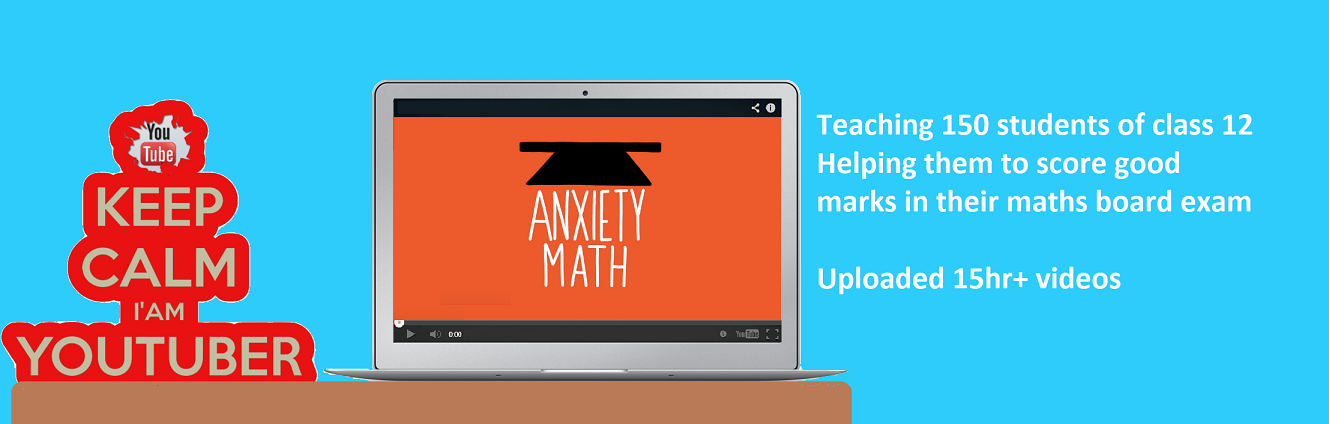 You
Tube
KEEP
CALM
I'AM
YOUTUBER
ANXIETY
MATH
0:00
YouTube
Teaching 150 students of class 12
Helping them to score good
marks in their maths board exam
Uploaded 15hr+ videos